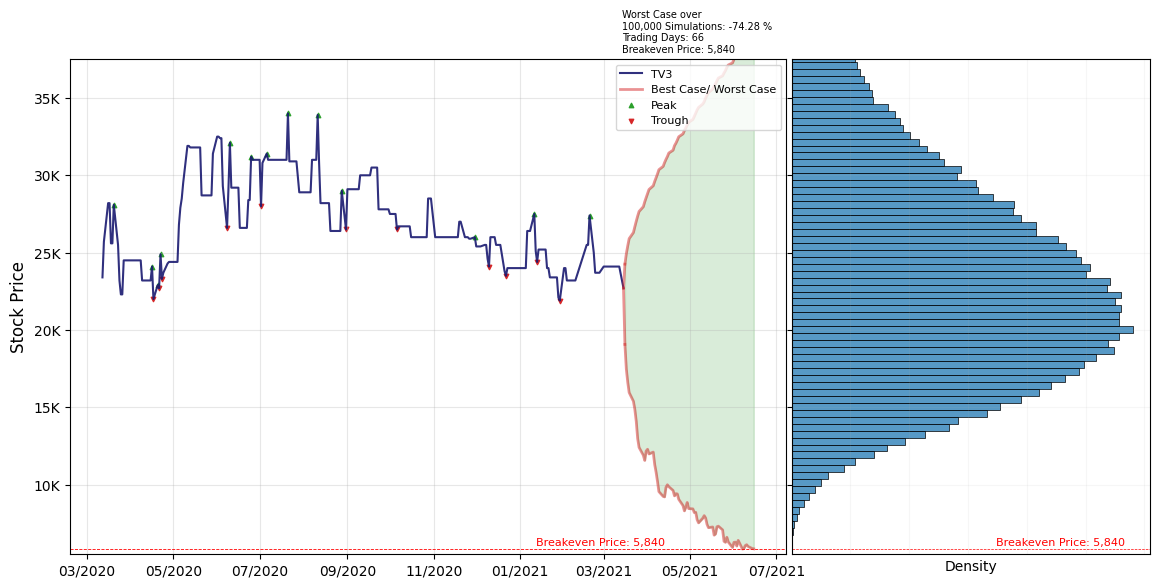 Worst Case over
100,000 Simulations: -74.28 %
Trading Days: 66
Breakeven Price: 5,840
TV3
Best Case/ Worst Case
Peak
Trough
Stock Price
35K
30K
25K
20K
15K
10K
Breakeven Price: 5,840
Breakeven Price: 5,840
03/2020 05/2020 07/2020 09/2020 11/2020 01/2021 03/2021 05/2021 07/2021
Density